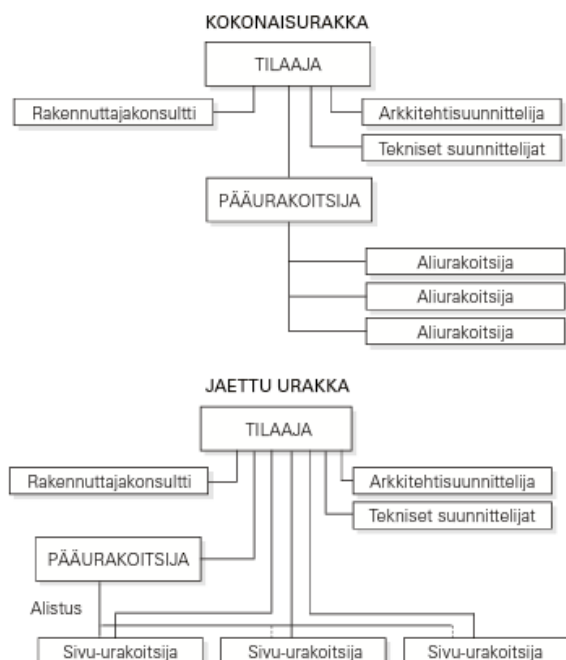 KOKONAISURAKKA
TILAAJA
Rakennuttajakonsultti
Arkkitehtisuunnittelija
Tekniset suunnittelijat
PÄÄURAKOITSIJA
Aliurakoitsija
Aliurakoitsija
Aliurakoitsija
JAETTU URAKKA
TILAAJA
Rakennuttajakonsultti
Arkkitehtisuunnittelija
Tekniset suunnittelijat
PÄÄURAKOITSIJA
Alistus
Sivu-urakoitsija
Sivu-urakoitsija
Sivu-urakoitsija